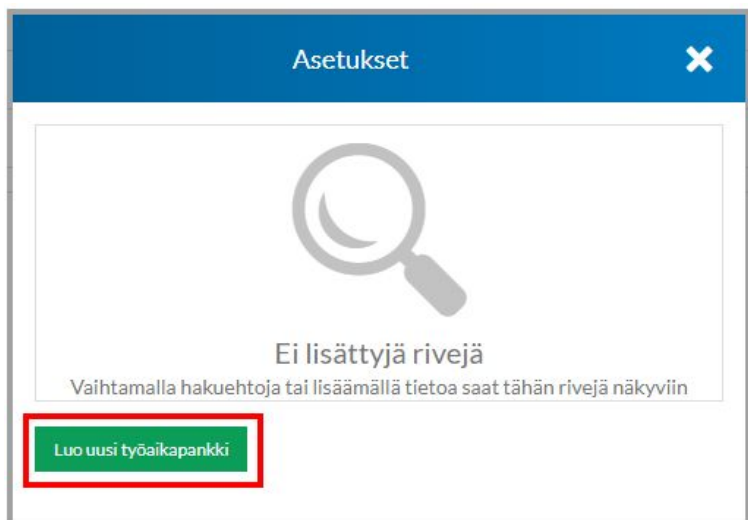 Asetukset
Ei lisättyjä rivejä
Vaihtamalla hakuehtoja tai lisäämällä tietoa saat tähän rivejä näkyviin
Luo uusi työaikapankki